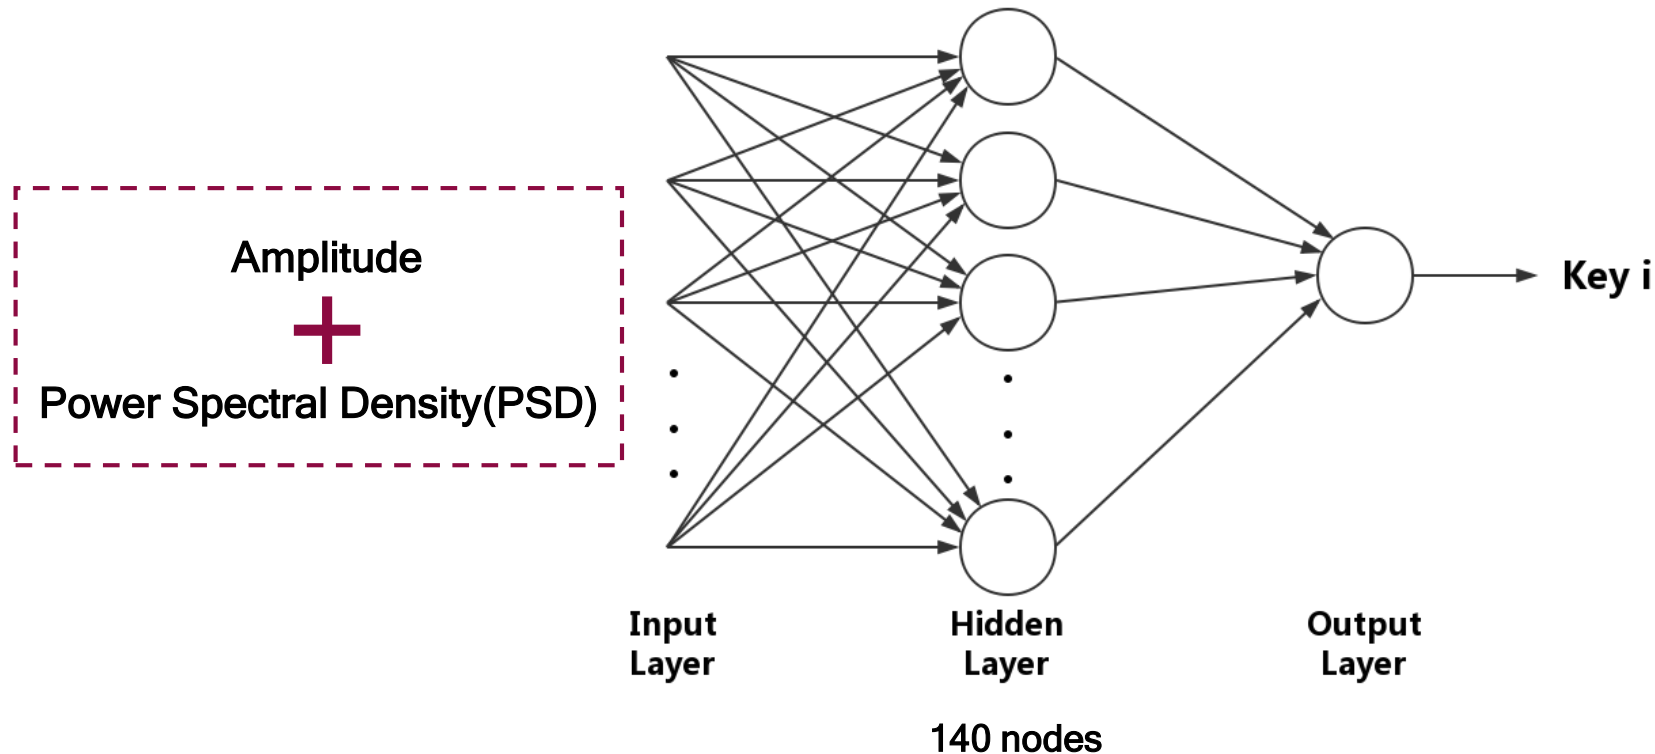 Amplitude
+
Power Spectral Density(PSD)
Key i
Input
Layer
Hidden
Layer
Output
Layer
140 nodes